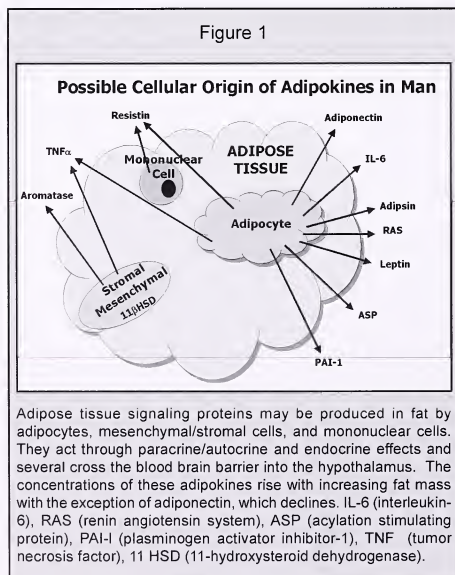 Figure 1
Possible Cellular Origin of Adipokines in Man
Resistin
Adiponectin
TNFα
Mononuclear
Cell
ADIPOSE
TISSUE
IL-6
Aromatase
Adipocyte
Adipsin
RAS
Leptin
Stromal
Mesenchymal
11βHSD
ASP
PAI-1
Adipose tissue signaling proteins may be produced in fat by
adipocytes, mesenchymal/stromal cells, and mononuclear cells.
They act through paracrine/autocrine and endocrine effects and
several cross the blood brain barrier into the hypothalamus. The
concentrations of these adipokines rise with increasing fat mass
with the exception of adiponectin, which declines. IL-6 (interleukin-
6), RAS (renin angiotensin system), ASP (acylation stimulating
protein), PAI-I (plasminogen activator inhibitor-1), TNF (tumor
necrosis factor), 11 HSD (11-hydroxysteroid dehydrogenase).